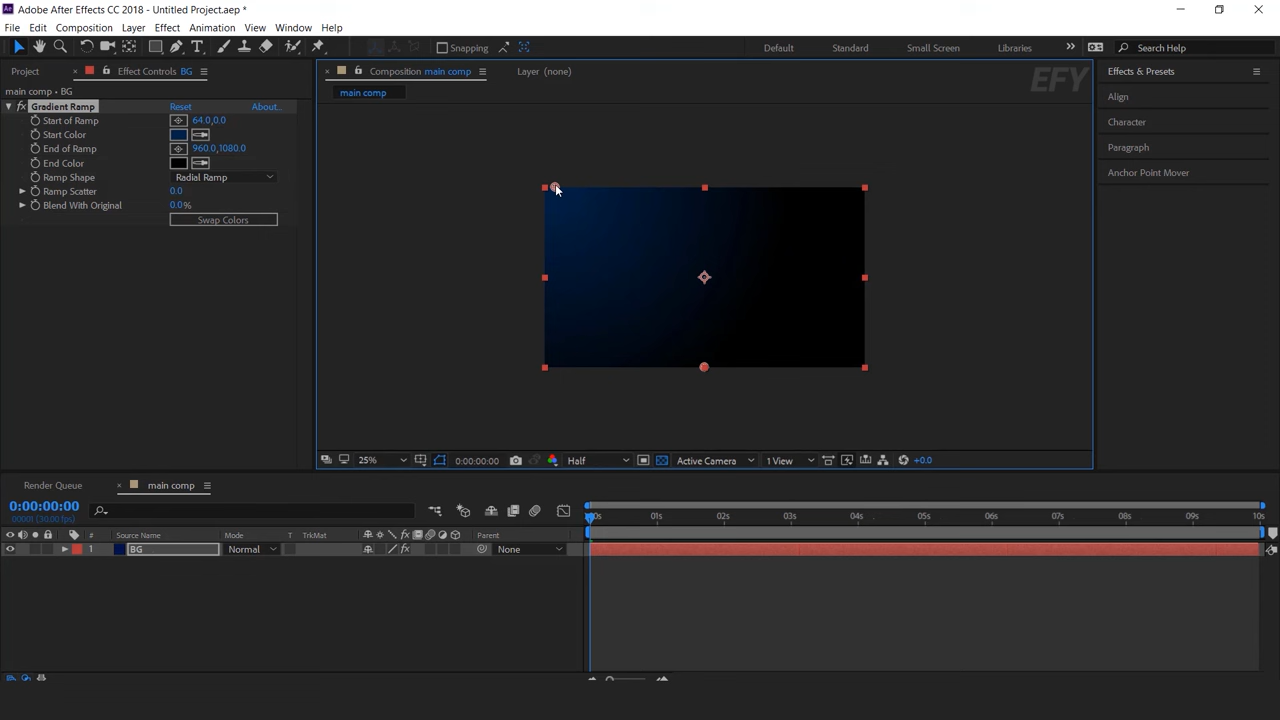 Adobe After Effects CC 2018 - Untitled Project.aep *
File Edit Composition Layer Effect Animation View Window Help
Snapping Default Standard Small Screen Libraries Search Help
Project Effect Controls BG
main comp • BG
Gradient Ramp Reset About...
Start of Ramp 64.0,0.0
Start Color
End of Ramp 960.0,1080.0
End Color
Ramp Shape Radial Ramp
Ramp Scatter 0.0
Blend With Original 0.0%
Swap Colors
Composition main comp Layer (none)
main comp
EFY
25% 0:00:00:00 Half Active Camera 1 View +0.0
Effects & Presets
Align
Character
Paragraph
Anchor Point Mover
Render Queue main comp
0:00:00:00
00001 (30.00 fps)
01s 02s 03s 04s 05s 06s 07s 08s 09s 10s
# Source Name Mode T TrkMat Parent
1 BG Normal None